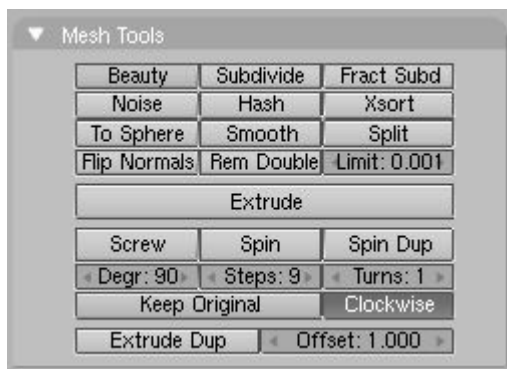 Mesh Tools
Beauty Subdivide Fract Subd
Noise Hash Xsort
To Sphere Smooth Split
Flip Normals Rem Double Limit: 0.001
Extrude
Screw Spin Spin Dup
Degr: 90 Steps: 9 Turns: 1
Keep Original Clockwise
Extrude Dup Offset: 1.000